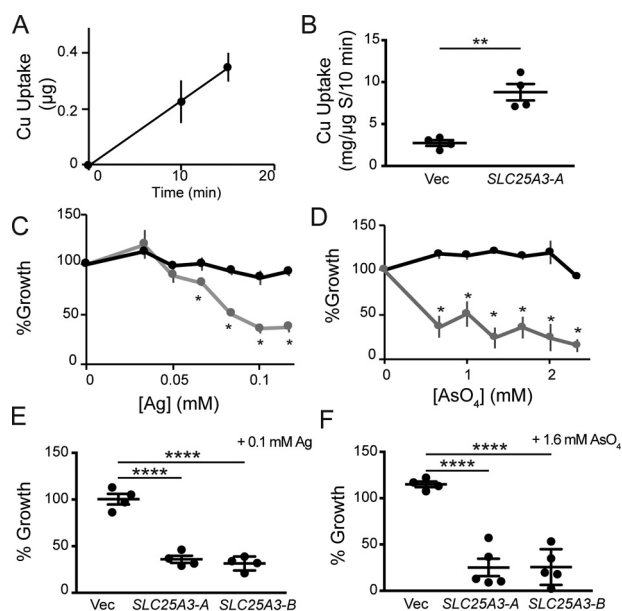 A
Cu Uptake
(µg)
0.4
0.2
0
0
10
20
Time (min)
B
**
Cu Uptake
(mg/µg S/10 min)
15
10
5
0
Vec
SLC25A3-A
C
%Growth
150
100
50
0
0
0.05
0.1
* * * *
[Ag] (mM)
D
%Growth
150
100
50
0
0
1
2
* * * * * *
[AsO4] (mM)
E
+ 0.1 mM Ag
****
****
% Growth
150
100
50
0
Vec
SLC25A3-A
SLC25A3-B
F
+ 1.6 mM AsO4
****
****
% Growth
150
100
50
0
Vec
SLC25A3-A
SLC25A3-B